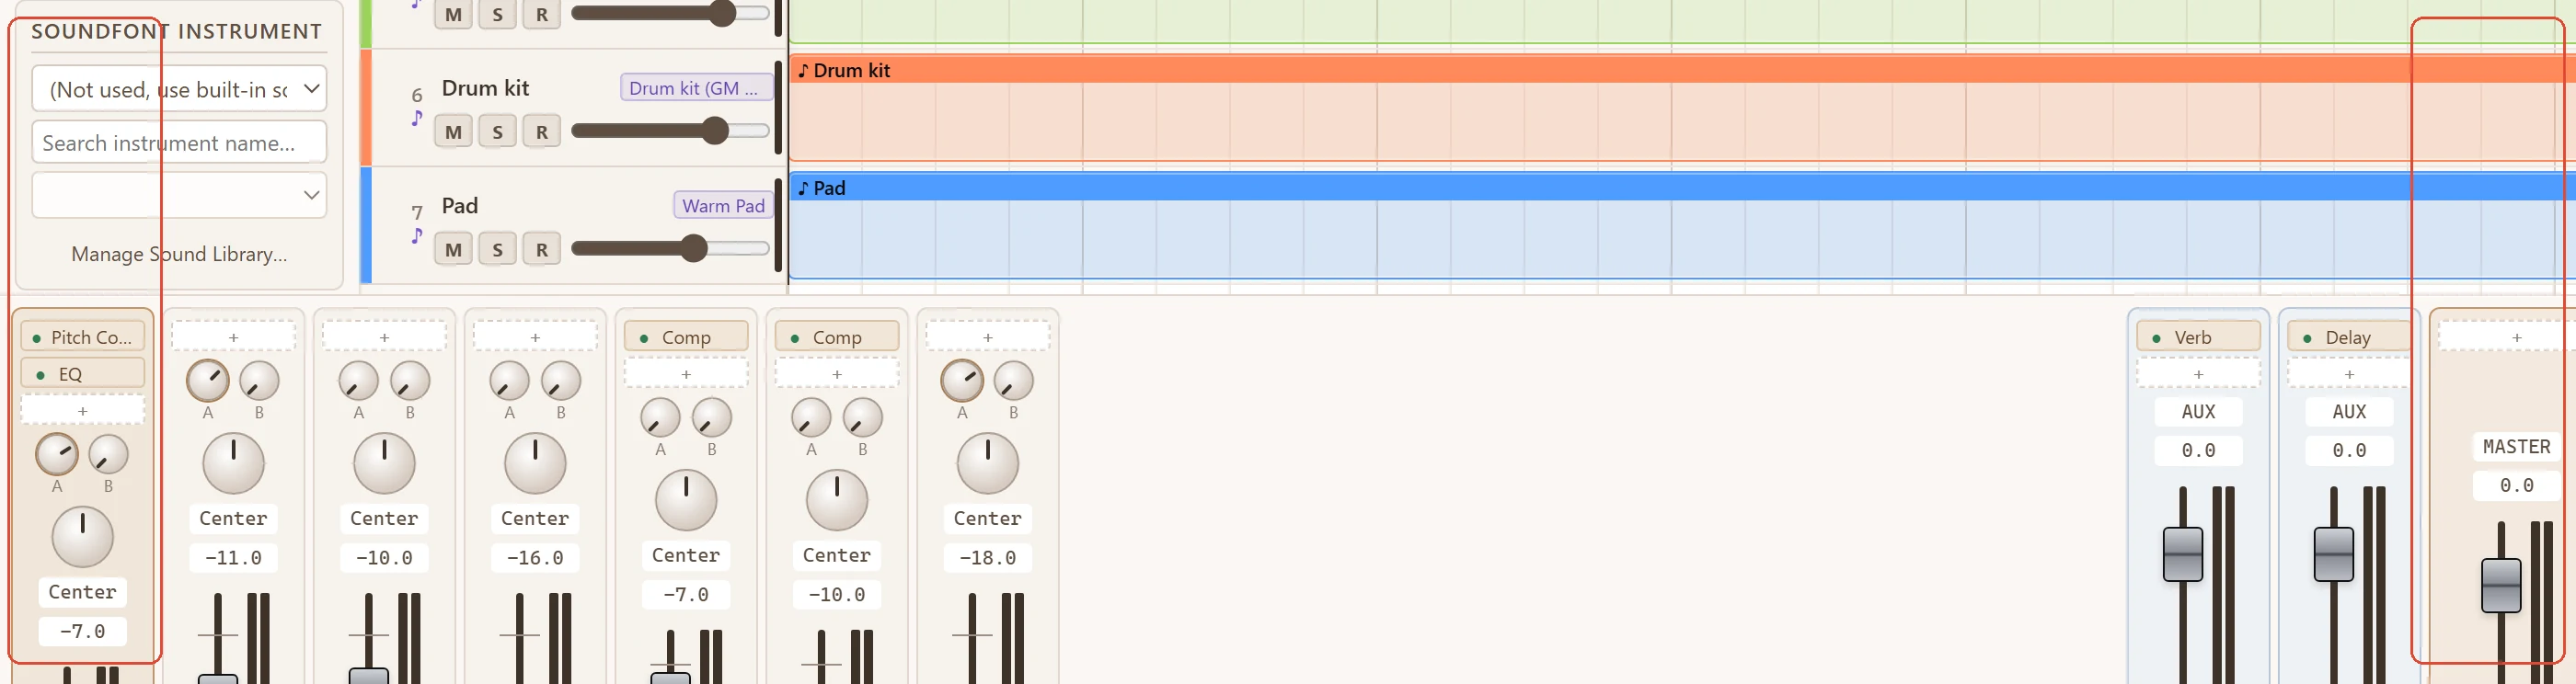 SOUNDFONT INSTRUMENT
(Not used, use built-in sc
Search instrument name...
Manage Sound Library...
M S R
6
Drum kit
Drum kit (GM ...
♪
M S R
7
Pad
Warm Pad
♪
M S R
♪ Drum kit
♪ Pad
Pitch Co...
EQ
+
A B
Center
-7.0
+
A B
Center
-11.0
+
A B
Center
-10.0
+
A B
Center
-16.0
Comp
+
A B
Center
-7.0
Comp
+
A B
Center
-10.0
+
A B
Center
-18.0
Verb
+
AUX
0.0
Delay
+
AUX
0.0
+
MASTER
0.0